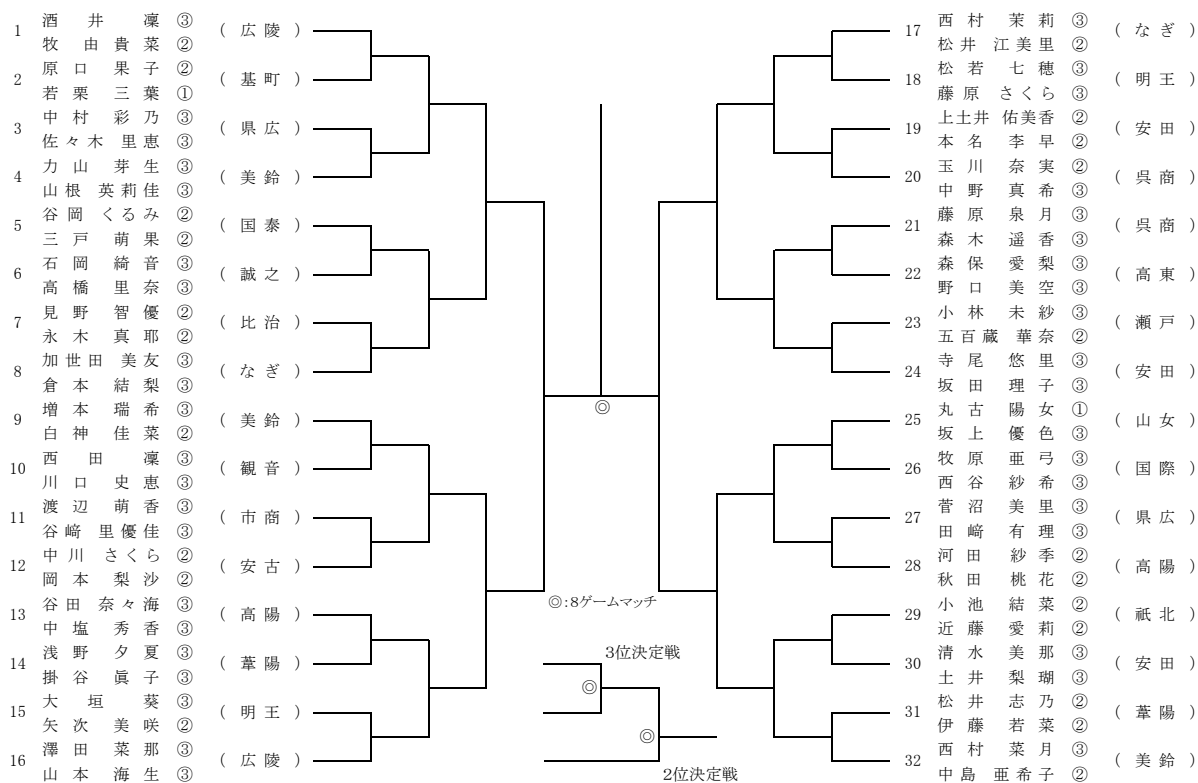 1 酒井 凜 ③ ( 広陵 )
牧 由貴菜 ②
2 原口 果子 ② ( 基町 )
若栗 三葉 ①
3 中村 彩乃 ③ ( 県広 )
佐々木 里恵 ③
4 力山 芽生 ③ ( 美鈴 )
山根 英莉佳 ③
5 谷岡 くるみ ② ( 国泰 )
三戸 萌果 ②
6 石岡 綺音 ③ ( 誠之 )
高橋 里奈 ③
7 見野 智優 ② ( 比治 )
永木 真耶 ②
8 加世田 美友 ③ ( なぎ )
倉本 結梨 ③
9 増本 瑞希 ③ ( 美鈴 )
白神 佳菜 ②
10 西田 凜 ③ ( 観音 )
川口 史恵 ③
11 渡辺 萌香 ③ ( 市商 )
谷﨑 里優佳 ③
12 中川 さくら ② ( 安古 )
岡本 梨沙 ②
13 谷田 奈々海 ③ ( 高陽 )
中塩 秀香 ③
14 浅野 夕夏 ③ ( 葦陽 )
掛谷 眞子 ③
15 大垣 葵 ③ ( 明王 )
矢次 美咲 ②
16 澤田 菜那 ③ ( 広陵 )
山本 海生 ③
◎
◎:8ゲームマッチ
3位決定戦
◎
◎
2位決定戦
17 西村 茉莉 ③ ( なぎ )
松井 江美里 ②
18 松若 七穂 ③ ( 明王 )
藤原 さくら ③
19 上土井 佑美香 ② ( 安田 )
本名 李早 ②
20 玉川 奈実 ② ( 呉商 )
中野 真希 ③
21 藤原 泉月 ③ ( 呉商 )
森木 遥香 ③
22 森保 愛梨 ③ ( 高東 )
野口 美空 ③
23 小林 未紗 ③ ( 瀬戸 )
五百蔵 華奈 ②
24 寺尾 悠里 ③ ( 安田 )
坂田 理子 ③
25 丸古 陽女 ① ( 山女 )
坂上 優色 ③
26 牧原 亜弓 ③ ( 国際 )
西谷 紗希 ③
27 菅沼 美里 ③ ( 県広 )
田﨑 有理 ③
28 河田 紗季 ② ( 高陽 )
秋田 桃花 ②
29 小池 結菜 ② ( 祇北 )
近藤 愛莉 ②
30 清水 美那 ③ ( 安田 )
土井 梨瑚 ③
31 松井 志乃 ② ( 葦陽 )
伊藤 若菜 ②
32 西村 菜月 ③ ( 美鈴 )
中島 亜希子 ②